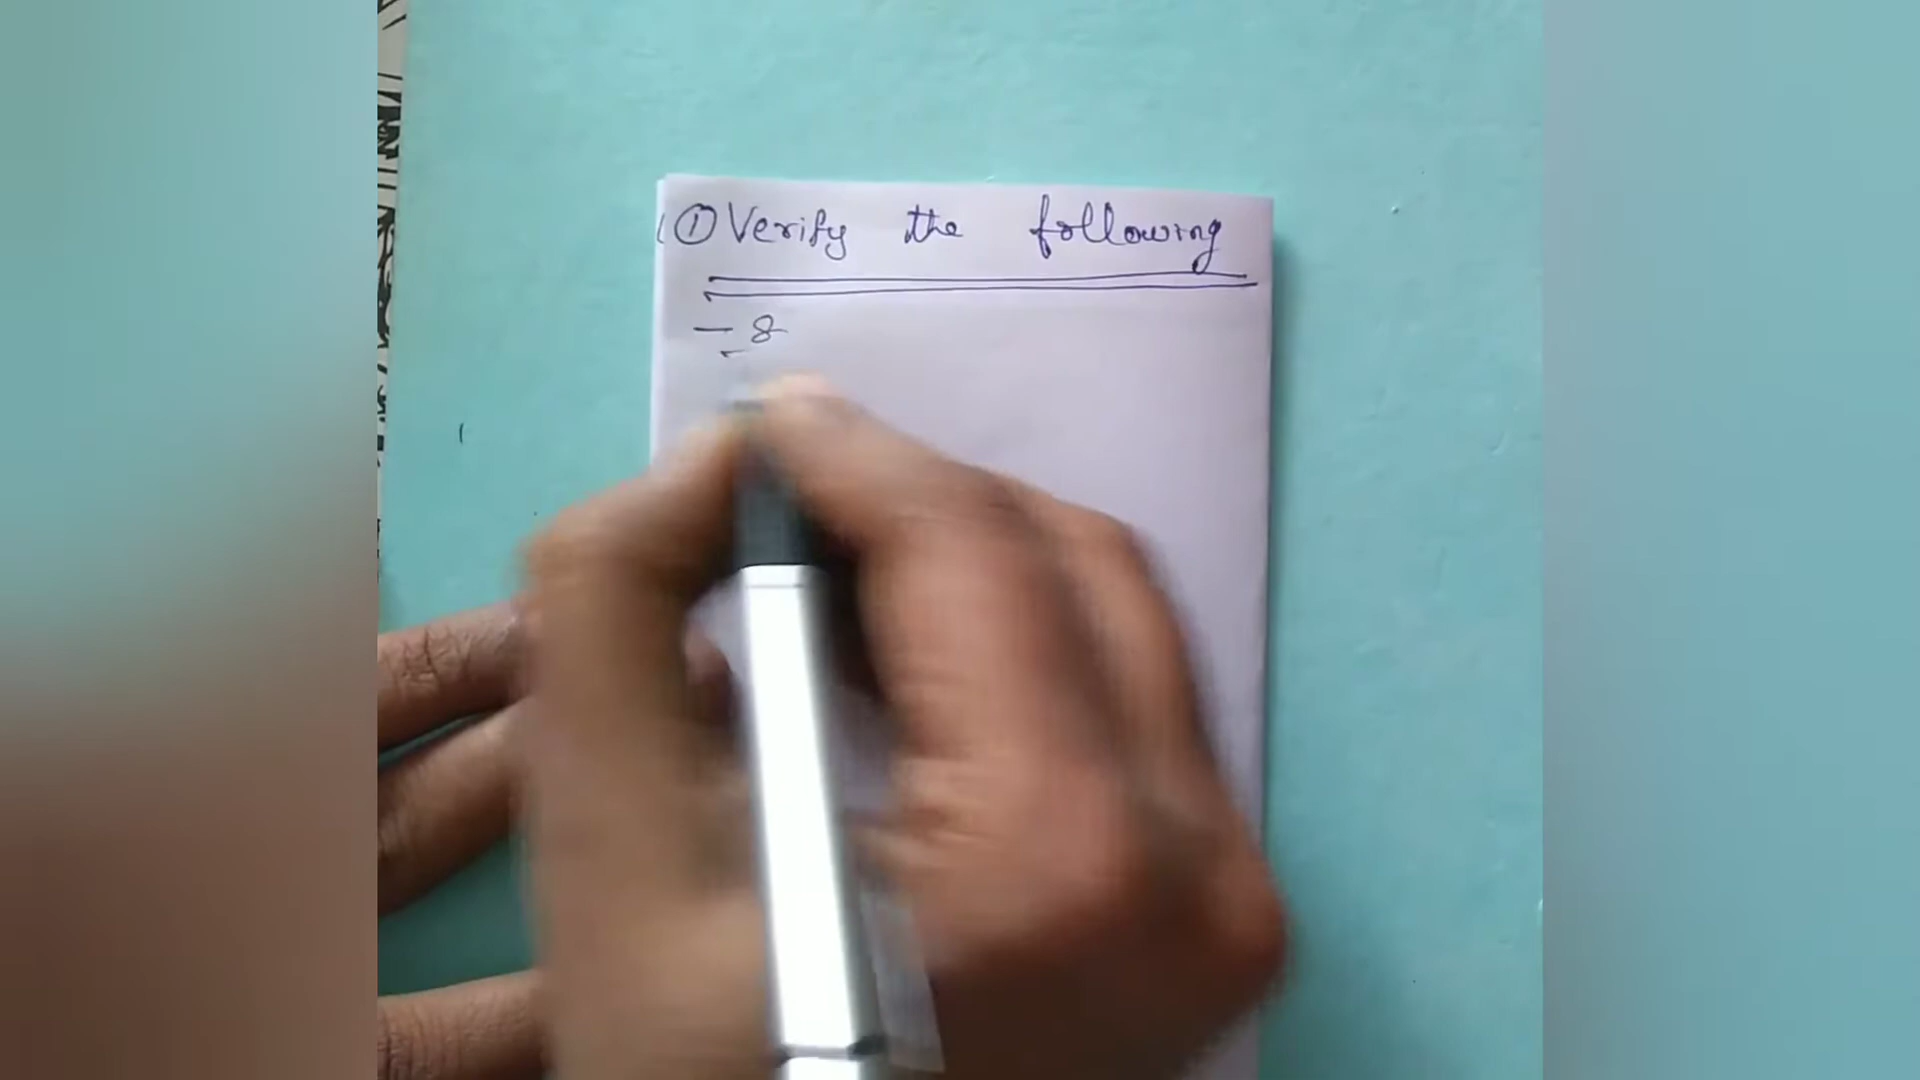 ① Verify the following
- 8